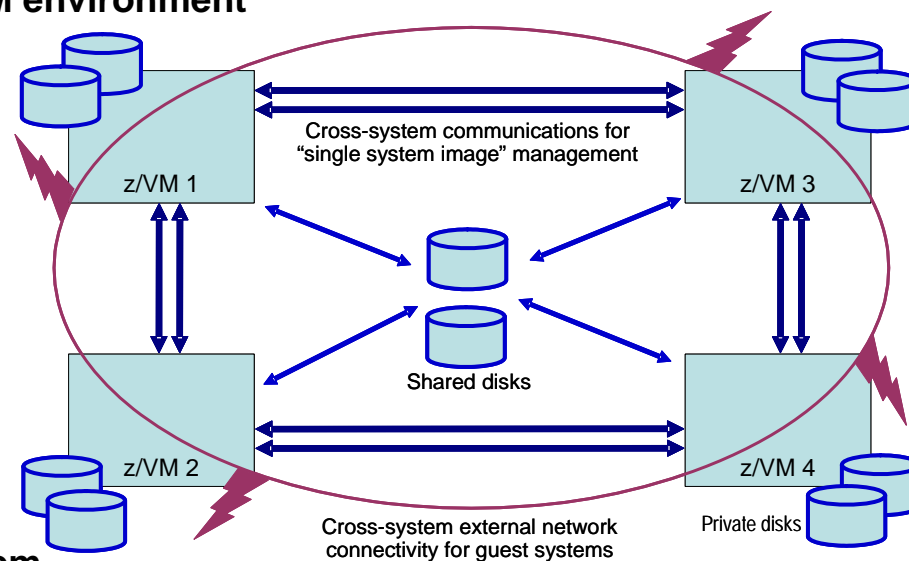 environment
Cross-system communications for
“single system image” management
z/VM 1
z/VM 3
Shared disks
z/VM 2
z/VM 4
Private disks
Cross-system external network
connectivity for guest systems